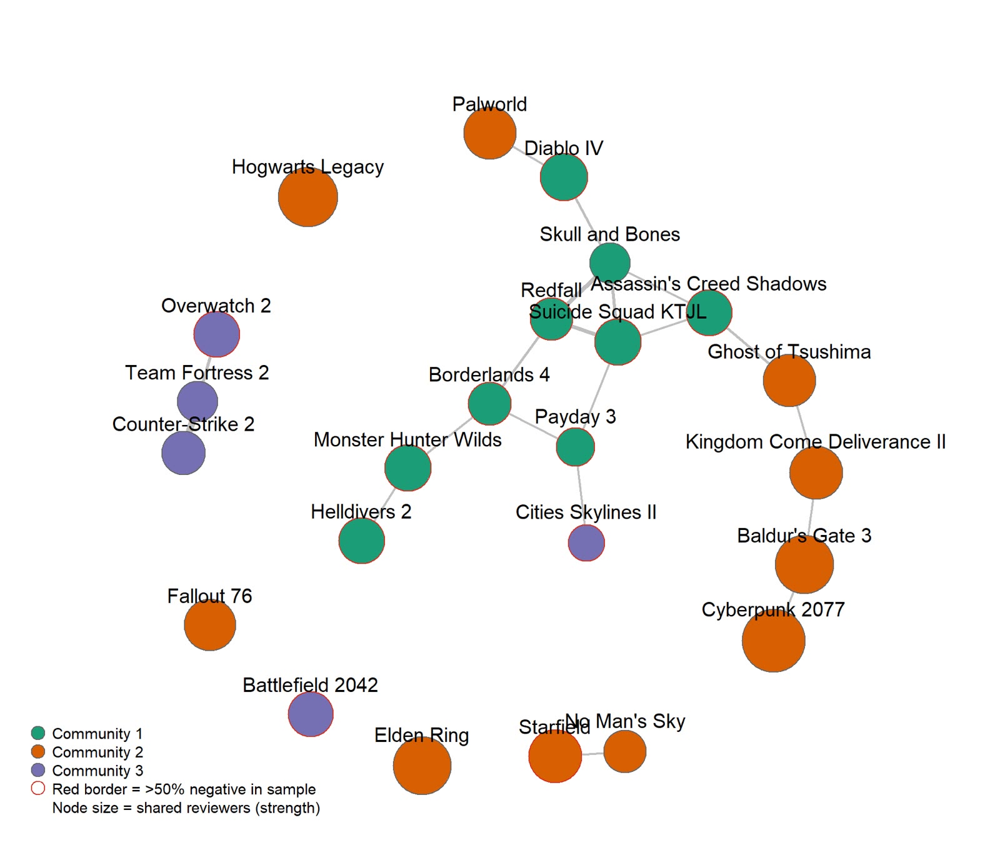 Palworld
Diablo IV
Hogwarts Legacy
Skull and Bones
Assassin's Creed Shadows
Redfall
Overwatch 2
Suicide Squad KTJL
Ghost of Tsushima
Team Fortress 2
Borderlands 4
Payday 3
Counter-Strike 2
Monster Hunter Wilds
Kingdom Come Deliverance II
Helldivers 2
Cities Skylines II
Baldur's Gate 3
Fallout 76
Cyberpunk 2077
Battlefield 2042
No Man's Sky
Starfield
Elden Ring
Community 1
Community 2
Community 3
Red border = >50% negative in sample
Node size = shared reviewers (strength)